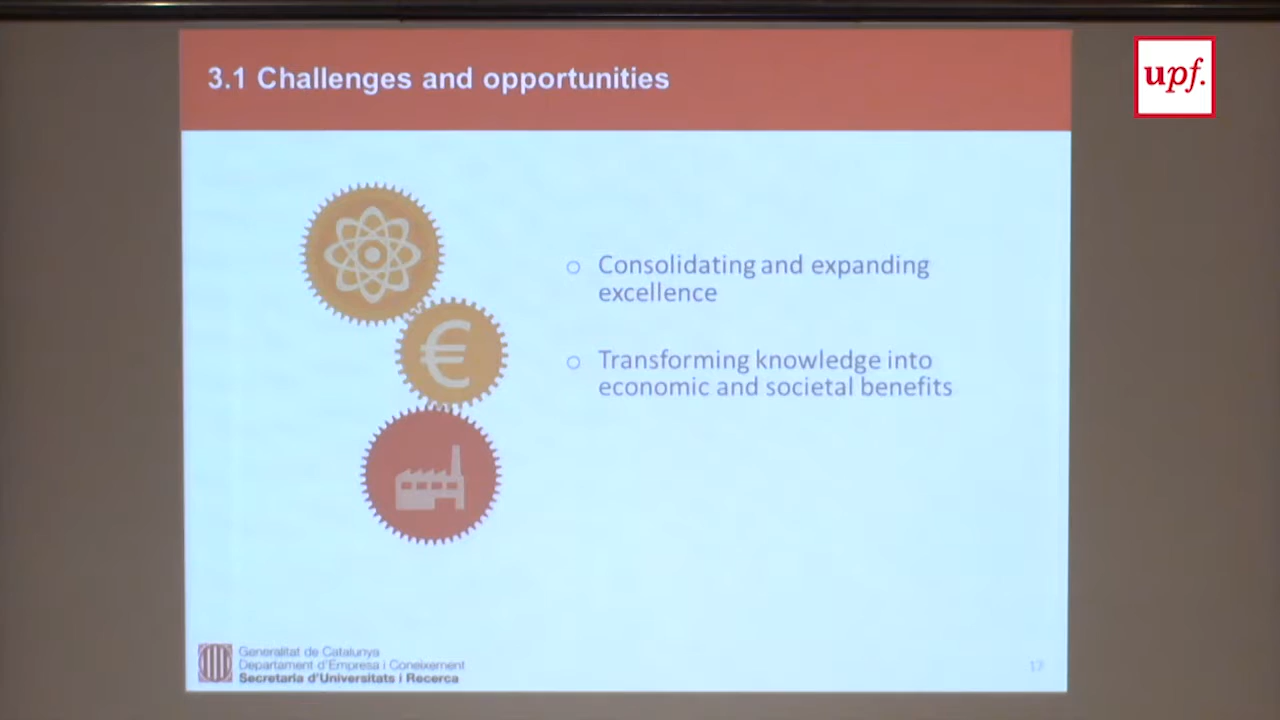 3.1 Challenges and opportunities
upf.
○ Consolidating and expanding
excellence
○ Transforming knowledge into
economic and societal benefits
€
Generalitat de Catalunya
Departament d'Empresa i Coneixement
Secretaria d'Universitats i Recerca
17